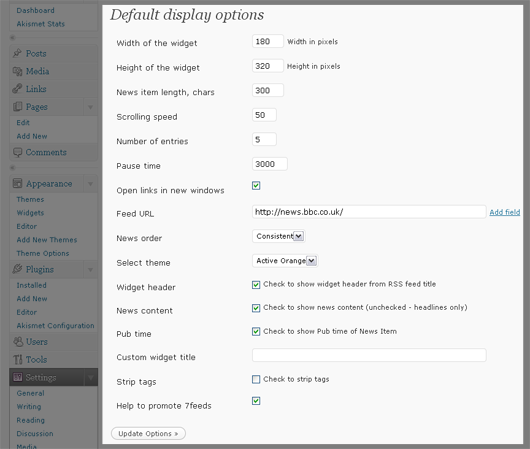 Dashboard
Akismet Stats
Posts
Media
Links
Pages
Edit
Add New
Comments
Appearance
Themes
Widgets
Editor
Add New Themes
Theme Options
Plugins
Installed
Add New
Editor
Akismet Configuration
Users
Tools
Settings
General
Writing
Reading
Discussion
Media
Default display options
Width of the widget 180 Width in pixels
Height of the widget 320 Height in pixels
News item length, chars 300
Scrolling speed 50
Number of entries 5
Pause time 3000
Open links in new windows
Feed URL http://news.bbc.co.uk/ Add field
News order Consistent
Select theme Active Orange
Widget header Check to show widget header from RSS feed title
News content Check to show news content (unchecked - headlines only)
Pub time Check to show Pub time of News Item
Custom widget title
Strip tags Check to strip tags
Help to promote 7feeds
Update Options »